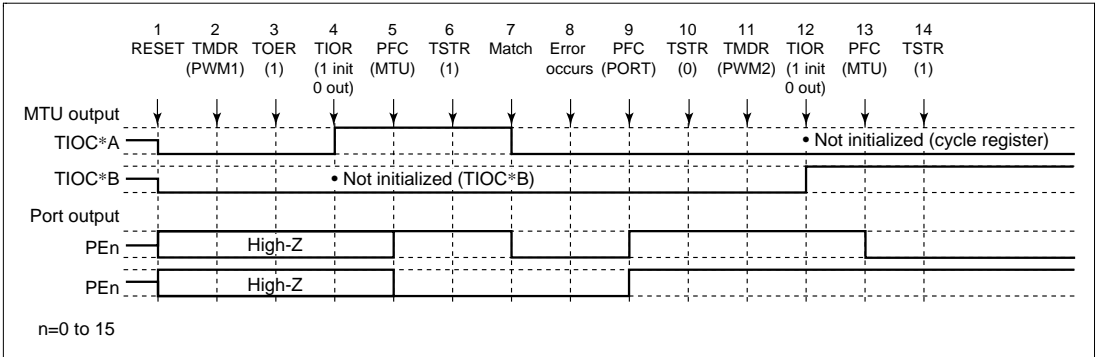 1 2 3 4 5 6 7 8 9 10 11 12 13 14
RESET TMDR TOER TIOR PFC TSTR Match Error PFC TSTR TMDR TIOR PFC TSTR
(PWM1) (1) (1 init (MTU) (1) occurs (PORT) (0) (PWM2) (1 init (MTU) (1)
0 out) 0 out)
MTU output
TIOC*A • Not initialized (cycle register)
TIOC*B • Not initialized (TIOC*B)
Port output
PEn High-Z
PEn High-Z
n=0 to 15